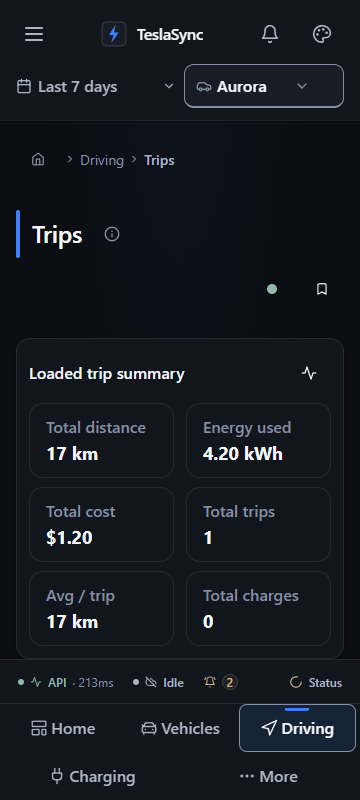 TeslaSync
Last 7 days
Aurora
Driving
Trips
Trips
Loaded trip summary
Total distance
17 km
Energy used
4.20 kWh
Total cost
$1.20
Total trips
1
Avg / trip
17 km
Total charges
0
API · 213ms
Idle
2
Status
Home
Vehicles
Driving
Charging
More